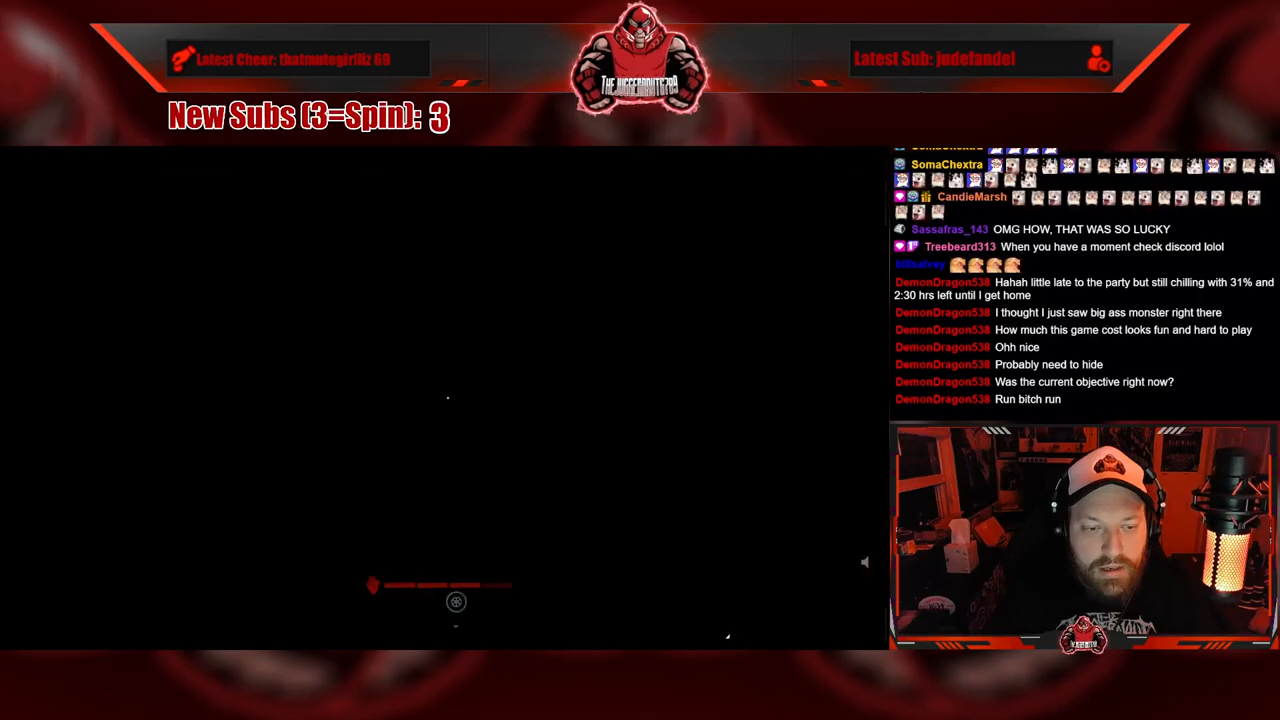 Latest Cheer: thatmutegirlliz 69
THEJUGGERNAUT6789
Latest Sub: judefandel
New Subs (3=Spin): 3
SomaChextra
SomaChextra
CandieMarsh
Sassafras_143 OMG HOW, THAT WAS SO LUCKY
Treebeard313 When you have a moment check discord lolol
DemonDragon538 Hahah little late to the party but still chilling with 31% and
2:30 hrs left until I get home
DemonDragon538 I thought I just saw big ass monster right there
DemonDragon538 How much this game cost looks fun and hard to play
DemonDragon538 Ohh nice
DemonDragon538 Probably need to hide
DemonDragon538 Was the current objective right now?
DemonDragon538 Run bitch run